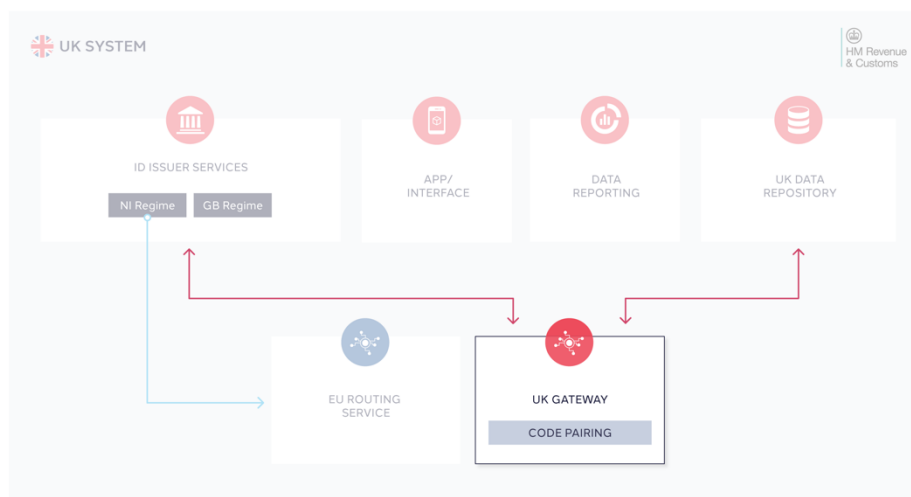 UK SYSTEM
HM Revenue
& Customs
ID ISSUER SERVICES
NI Regime
GB Regime
APP/
INTERFACE
DATA
REPORTING
UK DATA
REPOSITORY
EU ROUTING
SERVICE
UK GATEWAY
CODE PAIRING